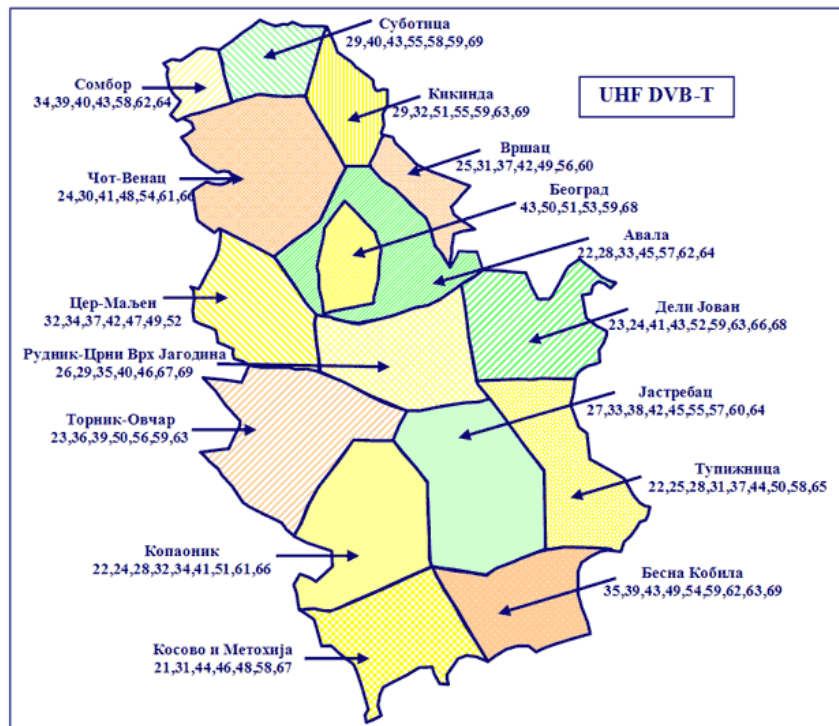 Суботица
29,40,43,55,58,59,69
Сомбор
34,39,40,43,58,62,64
UHF DVB-T
Кикинда
29,32,51,55,59,63,69
Вршац
25,31,37,42,49,56,60
Чот-Венац
24,30,41,48,54,61,66
Београд
43,50,51,53,59,68
Авала
22,28,33,45,57,62,64
Цер-Маљен
32,34,37,42,47,49,52
Дели Јован
23,24,41,43,52,59,63,66,68
Рудник-Црни Врх Јагодина
26,29,35,40,46,67,69
Јастребац
27,33,38,42,45,55,57,60,64
Торник-Овчар
23,36,39,50,56,59,63
Тупижница
22,25,28,31,37,44,50,58,65
Копаоник
22,24,28,32,34,41,51,61,66
Бесна Кобила
35,39,43,49,54,59,62,63,69
Косово и Метохија
21,31,44,46,48,58,67